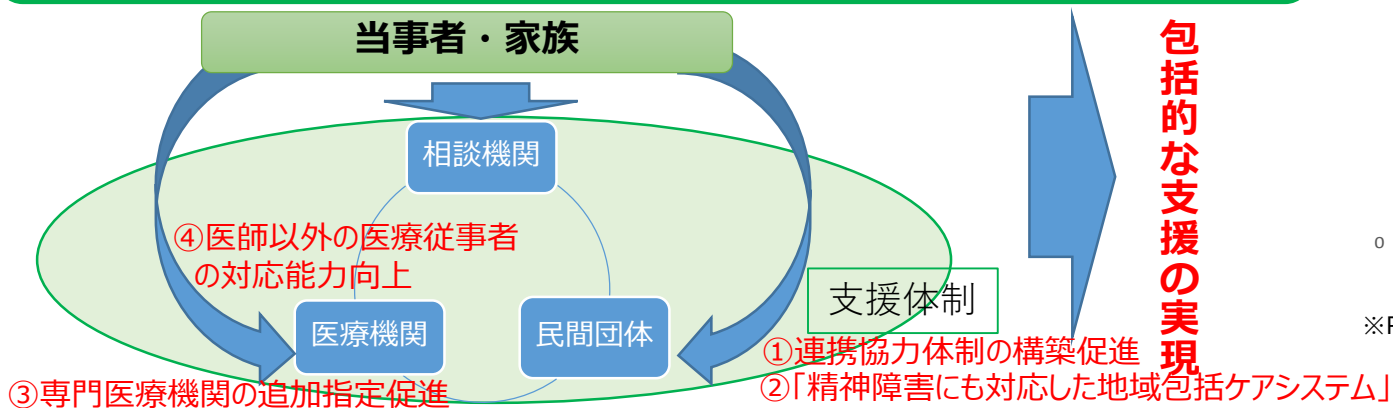 当事者・家族
相談機関
④医師以外の医療従事者
の対応能力向上
医療機関
民間団体
支援体制
①連携協力体制の構築促進
②「精神障害にも対応した地域包括ケアシステム」
③専門医療機関の追加指定促進
包括的な支援の実現
0